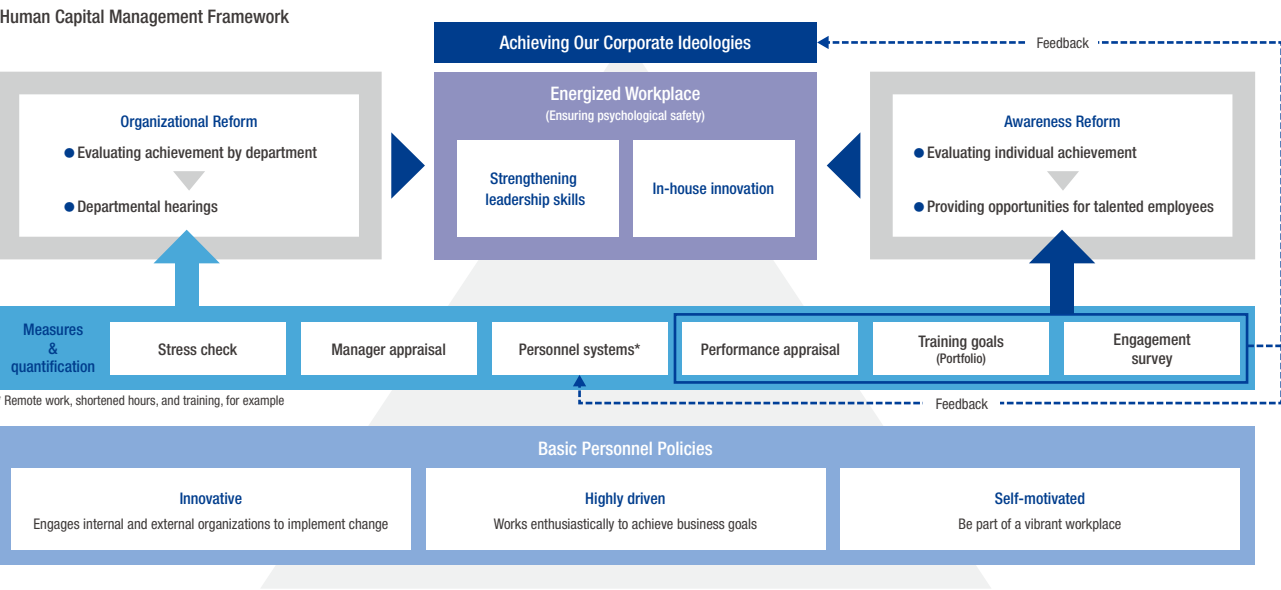 Human Capital Management Framework
Achieving Our Corporate Ideologies
Feedback
Organizational Reform
● Evaluating achievement by department
● Departmental hearings
Energized Workplace
(Ensuring psychological safety)
Strengthening
leadership skills
In-house innovation
Awareness Reform
● Evaluating individual achievement
● Providing opportunities for talented employees
Measures
&
quantification
Stress check
Manager appraisal
Personnel systems*
Performance appraisal
Training goals
(Portfolio)
Engagement
survey
* Remote work, shortened hours, and training, for example
Feedback
Basic Personnel Policies
Innovative
Engages internal and external organizations to implement change
Highly driven
Works enthusiastically to achieve business goals
Self-motivated
Be part of a vibrant workplace